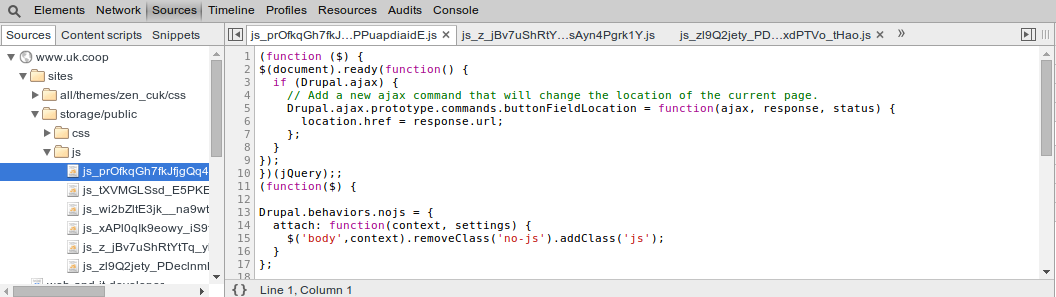 Elements Network Sources Timeline Profiles Resources Audits Console
Sources Content scripts Snippets
js_prOfkqGh7fkJ…PPuapdiaidE.js × js_z_jBv7uShRtY…sAyn4Pgrk1Y.js js_zl9Q2jety_PD…xdPTVo_tHao.js × »
www.uk.coop
sites
all/themes/zen_cuk/css
storage/public
css
js
js_prOfkqGh7fkJfjgQq4
js_tXVMGLSsd_E5PKE
js_wi2bZltE3jk__na9wt
js_xAPl0qIk9eowy_iS9
js_z_jBv7uShRtYtTq_y
js_zl9Q2jety_PDeclnml
1 (function ($) {
2 $(document).ready(function() {
3 if (Drupal.ajax) {
4 // Add a new ajax command that will change the location of the current page.
5 Drupal.ajax.prototype.commands.buttonFieldLocation = function(ajax, response, status) {
6 location.href = response.url;
7 };
8 }
9 });
10 })(jQuery);;
11 (function($) {
12
13 Drupal.behaviors.nojs = {
14 attach: function(context, settings) {
15 $('body',context).removeClass('no-js').addClass('js');
16 }
17 };
18
{} Line 1, Column 1